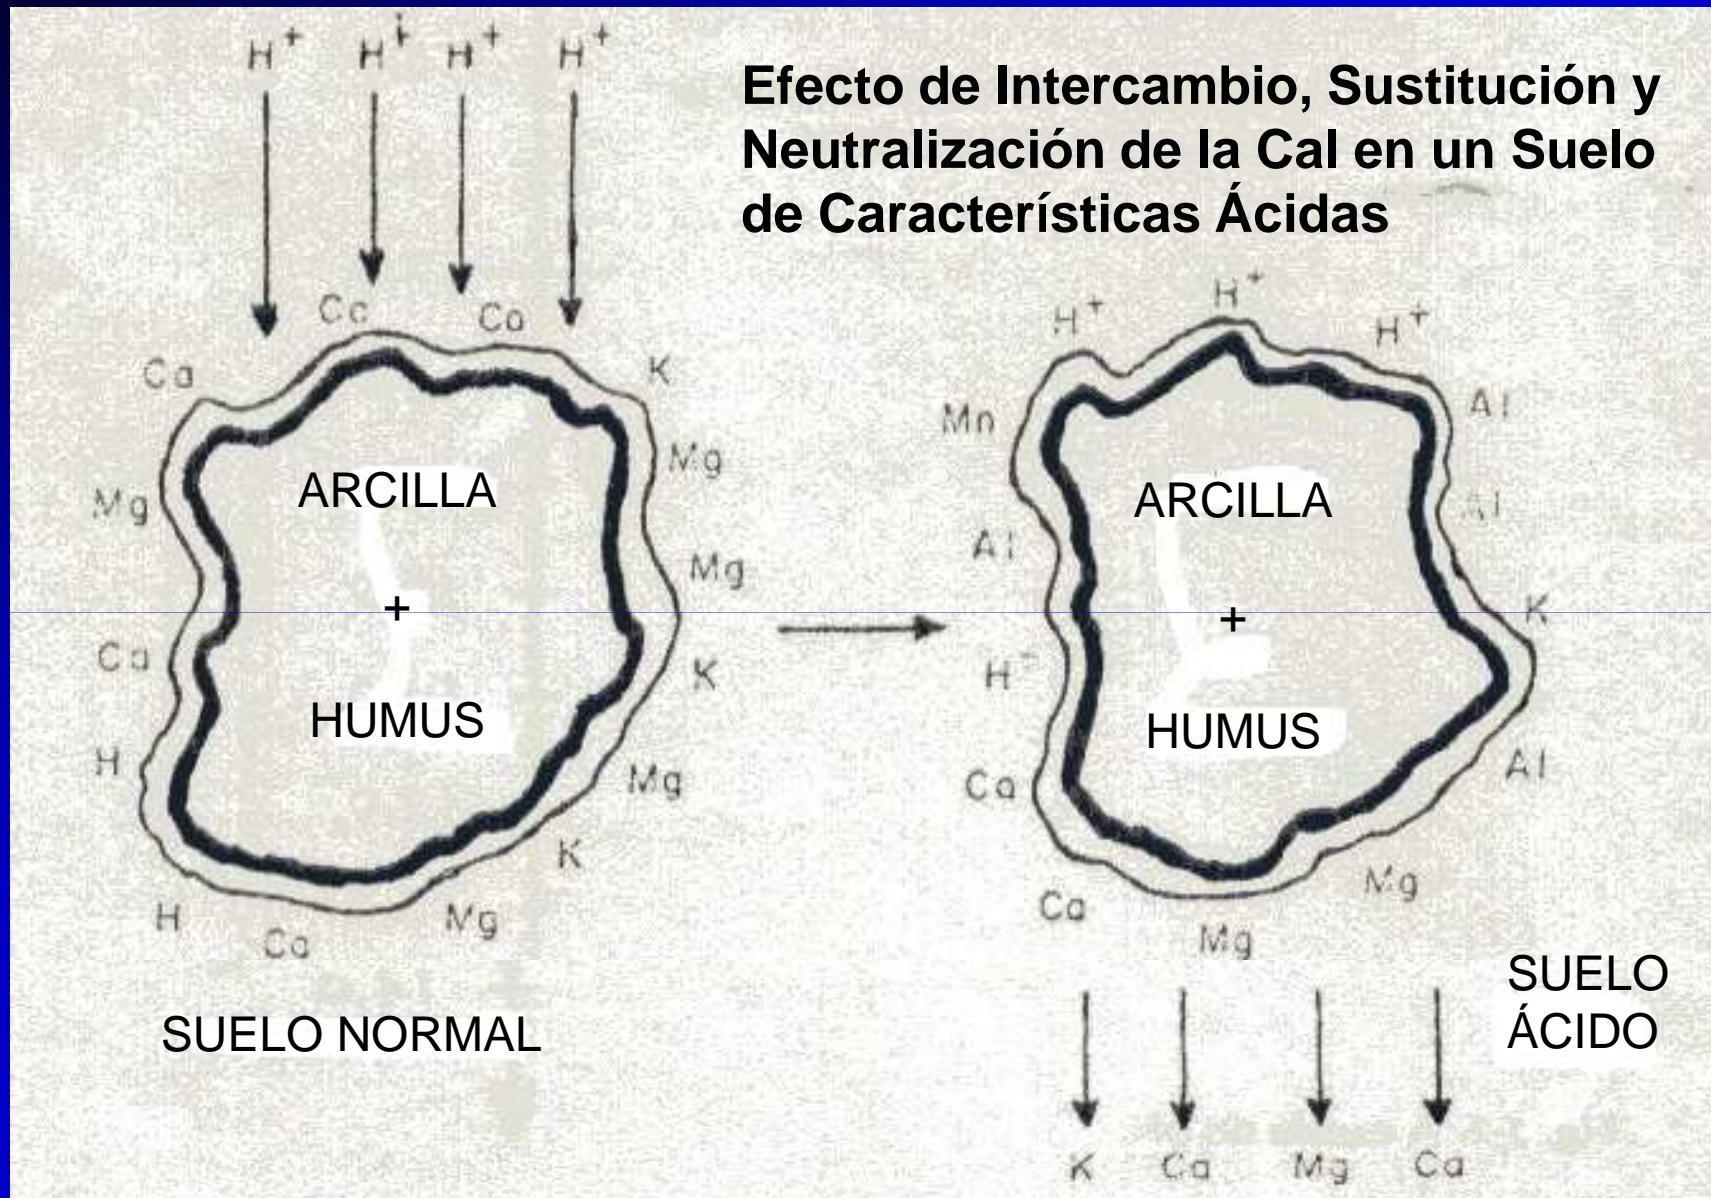 H+ H+ H+ H+
Efecto de Intercambio, Sustitución y
Neutralización de la Cal en un Suelo
de Características Ácidas
Ca
Ca
Ca
K
Mg
Mg
Mg
K
Ca
H
Mg
K
H
Ca
Mg
ARCILLA
+
HUMUS
SUELO NORMAL
H+
H+
H+
Mn
Al
Al
Al
K
H+
Al
Ca
Mg
Ca
Mg
ARCILLA
+
HUMUS
SUELO
ÁCIDO
K Ca Mg Ca